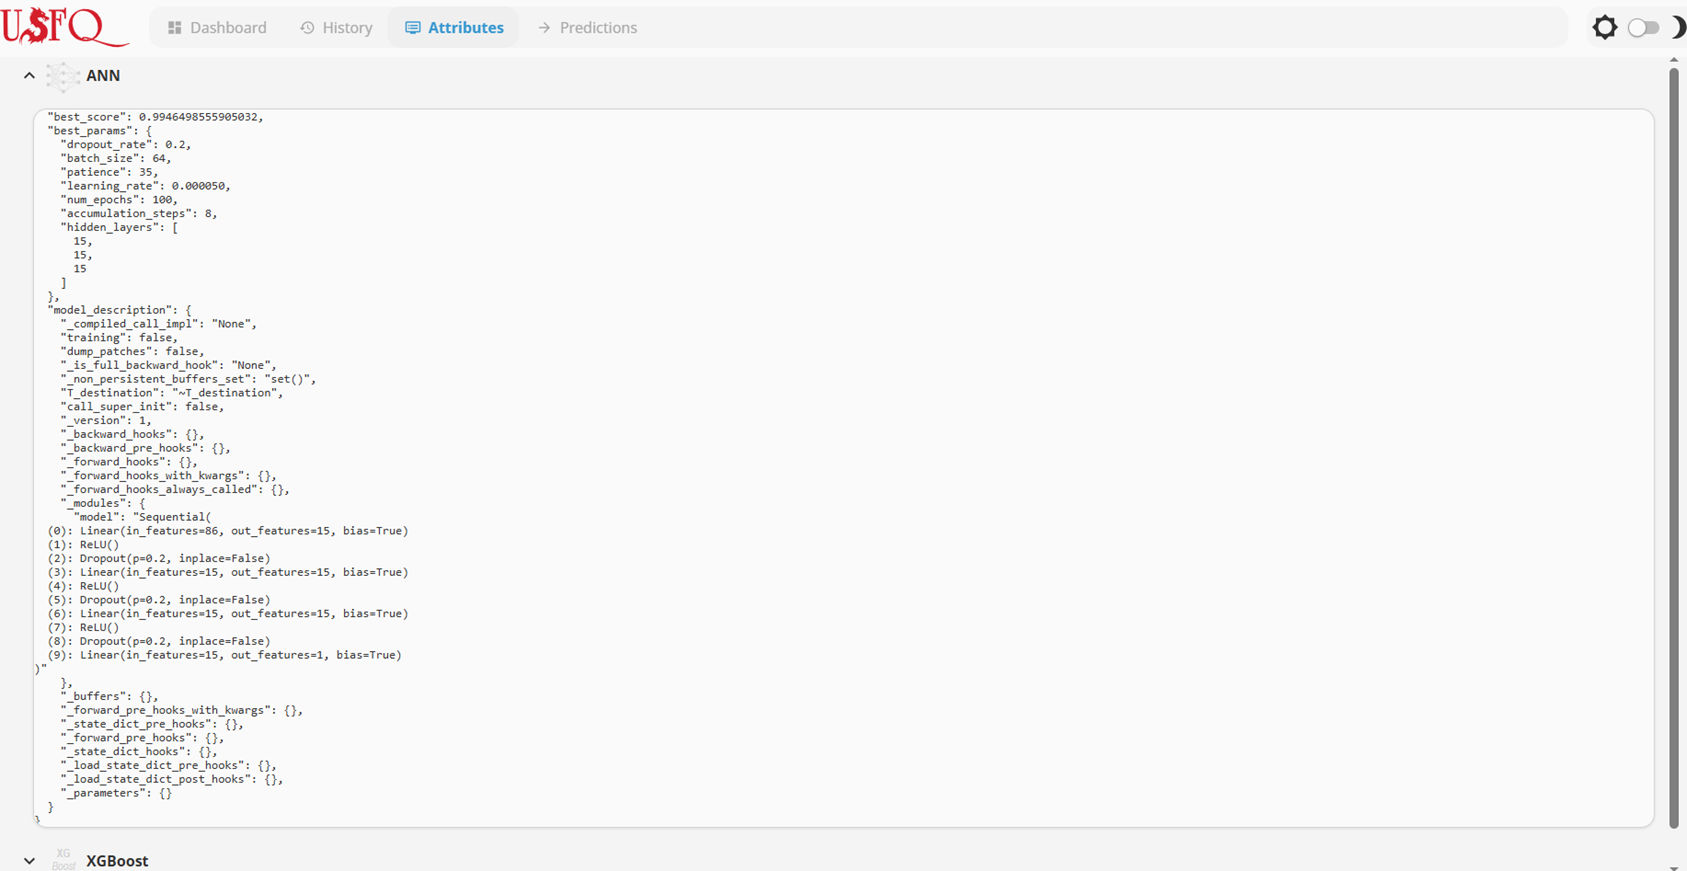 USFQ
Dashboard
History
Attributes
Predictions
ANN
"best_score": 0.9946498555905032,
"best_params": {
"dropout_rate": 0.2,
"batch_size": 64,
"patience": 35,
"learning_rate": 0.000050,
"num_epochs": 100,
"accumulation_steps": 8,
"hidden_layers": [
15,
15,
15
]
},
"model_description": {
"_compiled_call_impl": "None",
"training": false,
"dump_patches": false,
"_is_full_backward_hook": "None",
"_non_persistent_buffers_set": "set()",
"T_destination": "~T_destination",
"call_super_init": false,
"_version": 1,
"_backward_hooks": {},
"_backward_pre_hooks": {},
"_forward_hooks": {},
"_forward_hooks_with_kwargs": {},
"_forward_hooks_always_called": {},
"_modules": {
"model": "Sequential(
(0): Linear(in_features=86, out_features=15, bias=True)
(1): ReLU()
(2): Dropout(p=0.2, inplace=False)
(3): Linear(in_features=15, out_features=15, bias=True)
(4): ReLU()
(5): Dropout(p=0.2, inplace=False)
(6): Linear(in_features=15, out_features=15, bias=True)
(7): ReLU()
(8): Dropout(p=0.2, inplace=False)
(9): Linear(in_features=15, out_features=1, bias=True)
)"
},
"_buffers": {},
"_forward_pre_hooks_with_kwargs": {},
"_state_dict_pre_hooks": {},
"_forward_pre_hooks": {},
"_state_dict_hooks": {},
"_load_state_dict_pre_hooks": {},
"_load_state_dict_post_hooks": {},
"_parameters": {}
}
}
XG
Boost
XGBoost